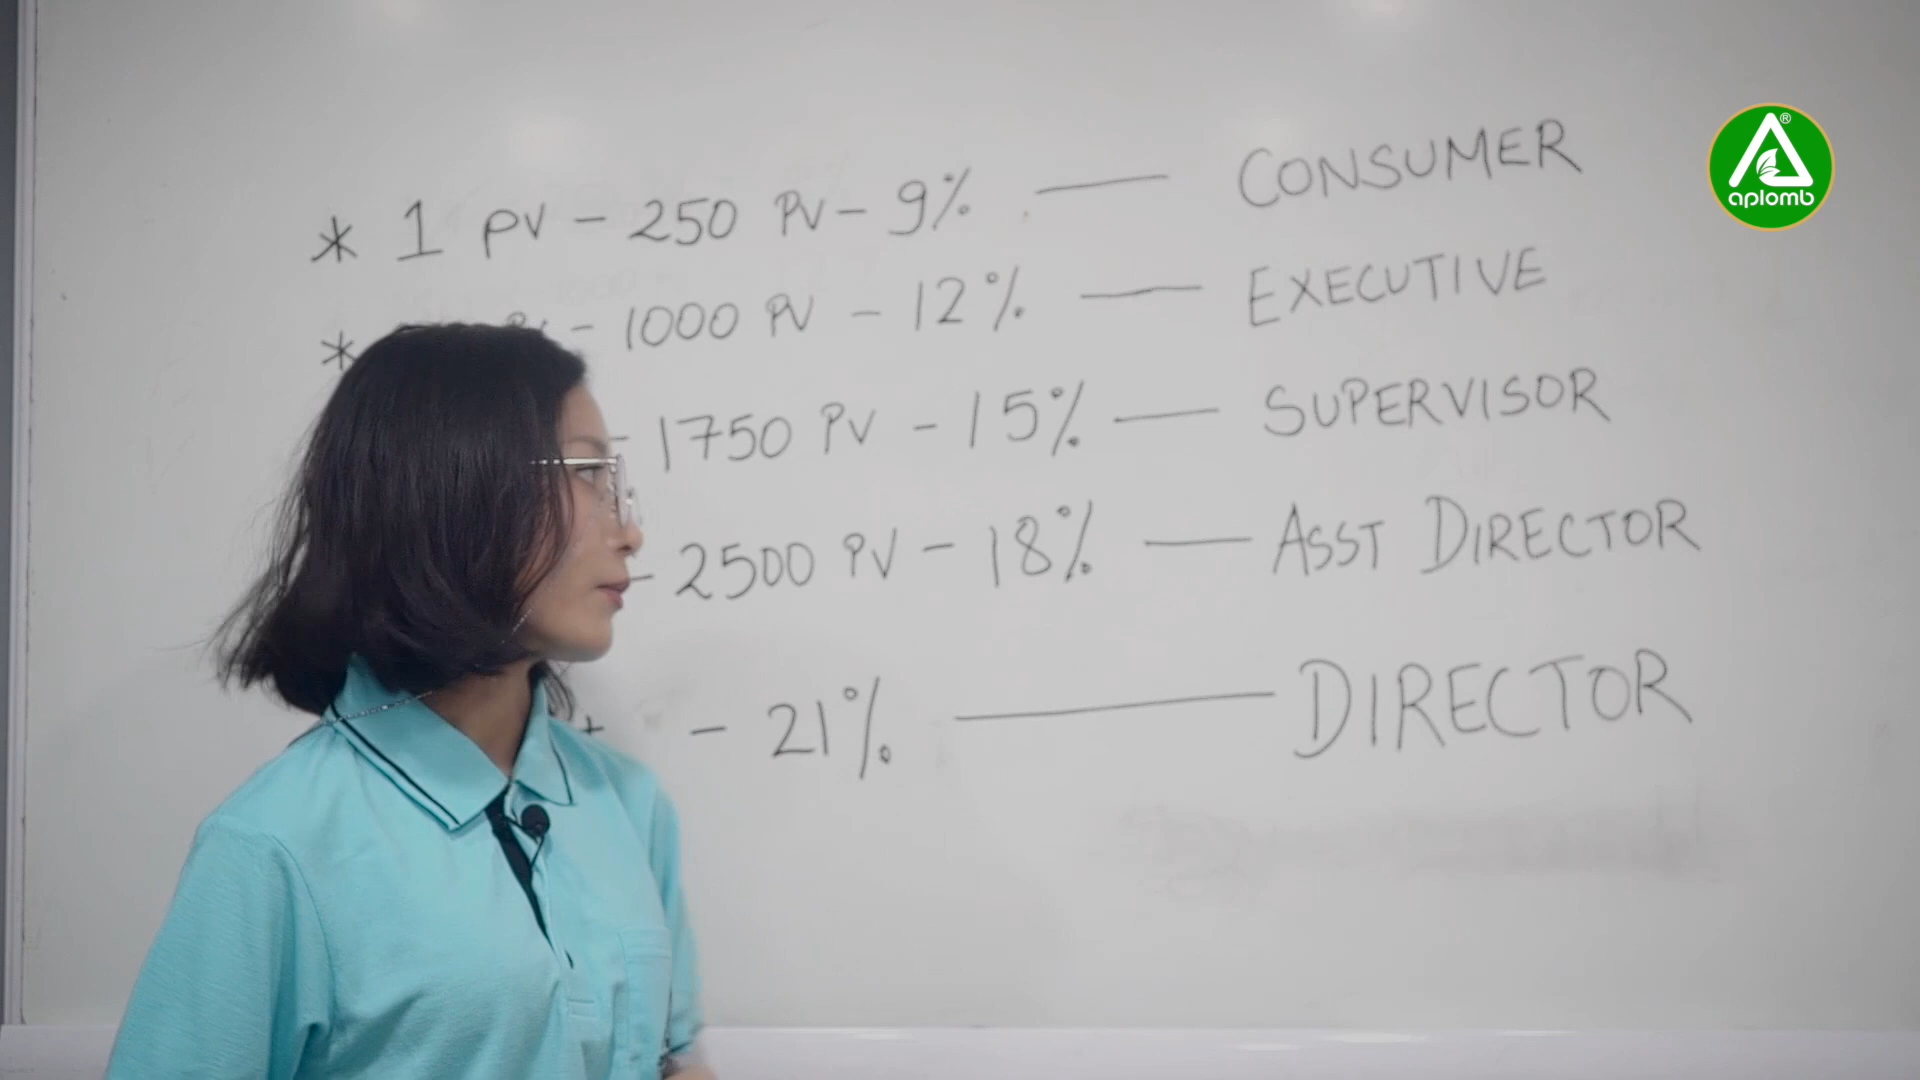 * 1 PV - 250 PV - 9% — CONSUMER
* - 1000 PV - 12% — EXECUTIVE
- 1750 PV - 15% — SUPERVISOR
- 2500 PV - 18% — ASST DIRECTOR
+ - 21% — DIRECTOR
aplomb®